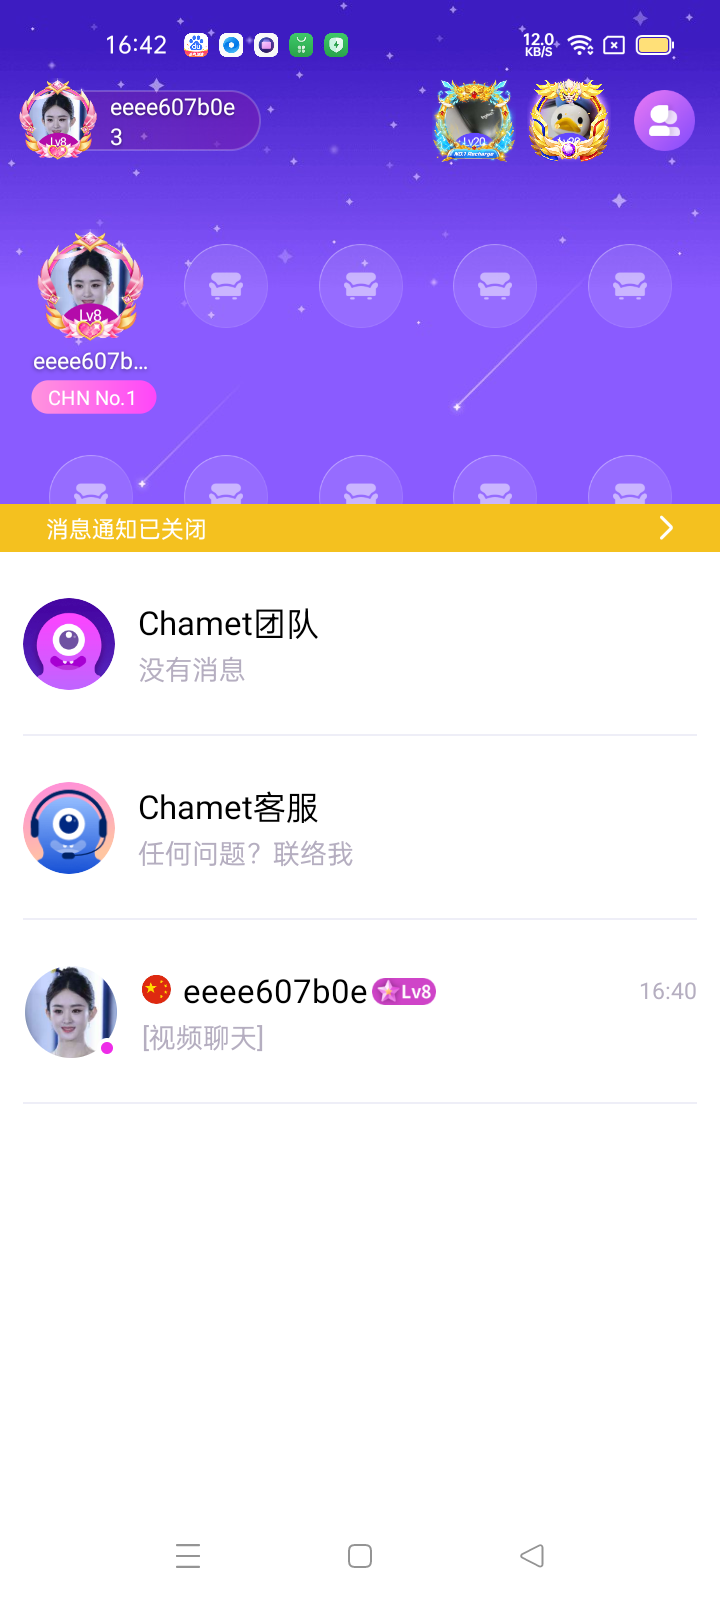 16:42
12.0
KB/S
eeee607b0e
3
Lv8
Lv20
NO.1 Recharge
Lv8
eeee607b...
CHN No.1
消息通知已关闭
Chamet团队
没有消息
Chamet客服
任何问题？联络我
eeee607b0e
Lv8
16:40
[视频聊天]